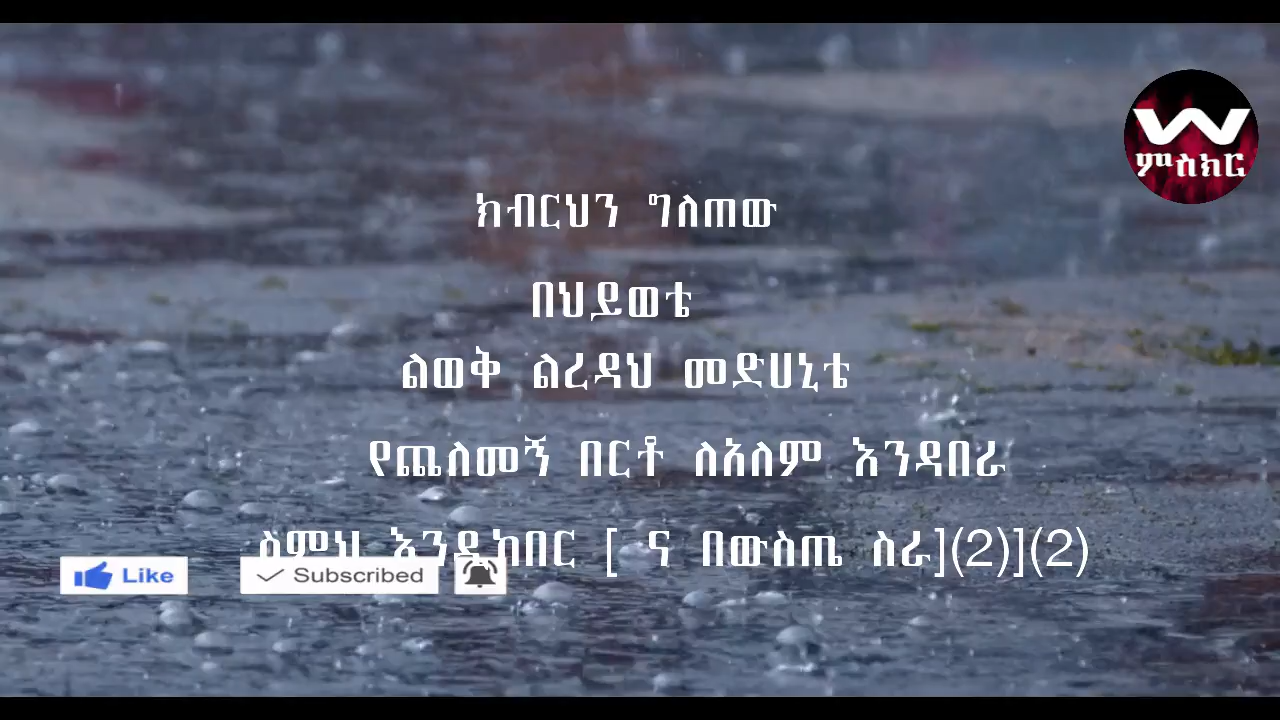 ምስክር
ክብርህን ግለጠው
በህይወቴ
ልወቅ ልረዳህ መድሀኒቴ
የጨለመኝ በርቶ ለአለም እንዳበራ
ስምህ እንዲከበር [ ና በውስጤ ስራ](2)](2)
Like
Subscribed